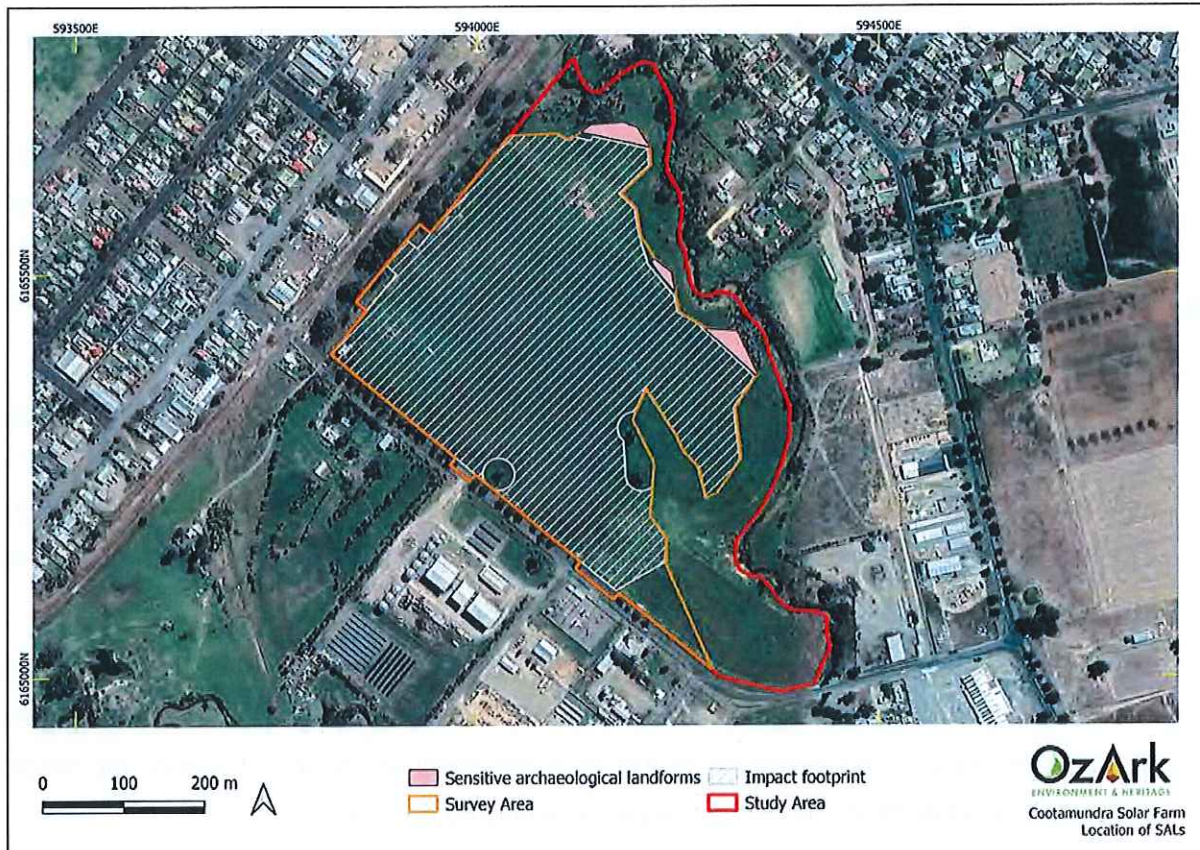 593500E
594000E
594500E
6165500N
6165000N
0 100 200 m
Sensitive archaeological landforms
Impact footprint
Survey Area
Study Area
OzArk
ENVIRONMENT & HERITAGE
Cootamundra Solar Farm
Location of SALs